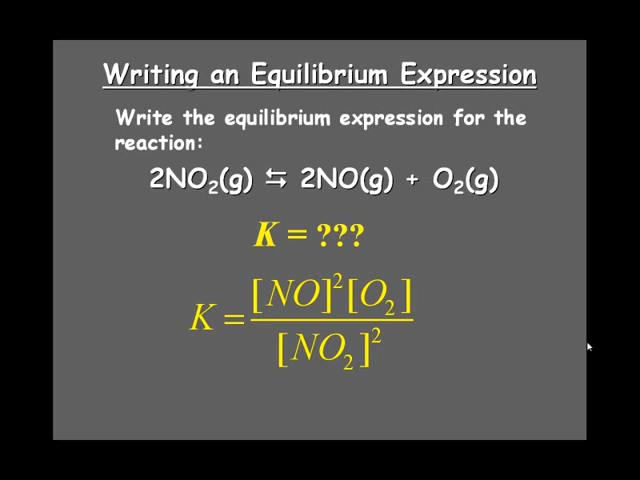 Writing an Equilibrium Expression
Write the equilibrium expression for the
reaction:
2NO₂(g) ⇆ 2NO(g) + O₂(g)
K = ???
K = [NO]²[O₂] / [NO₂]²